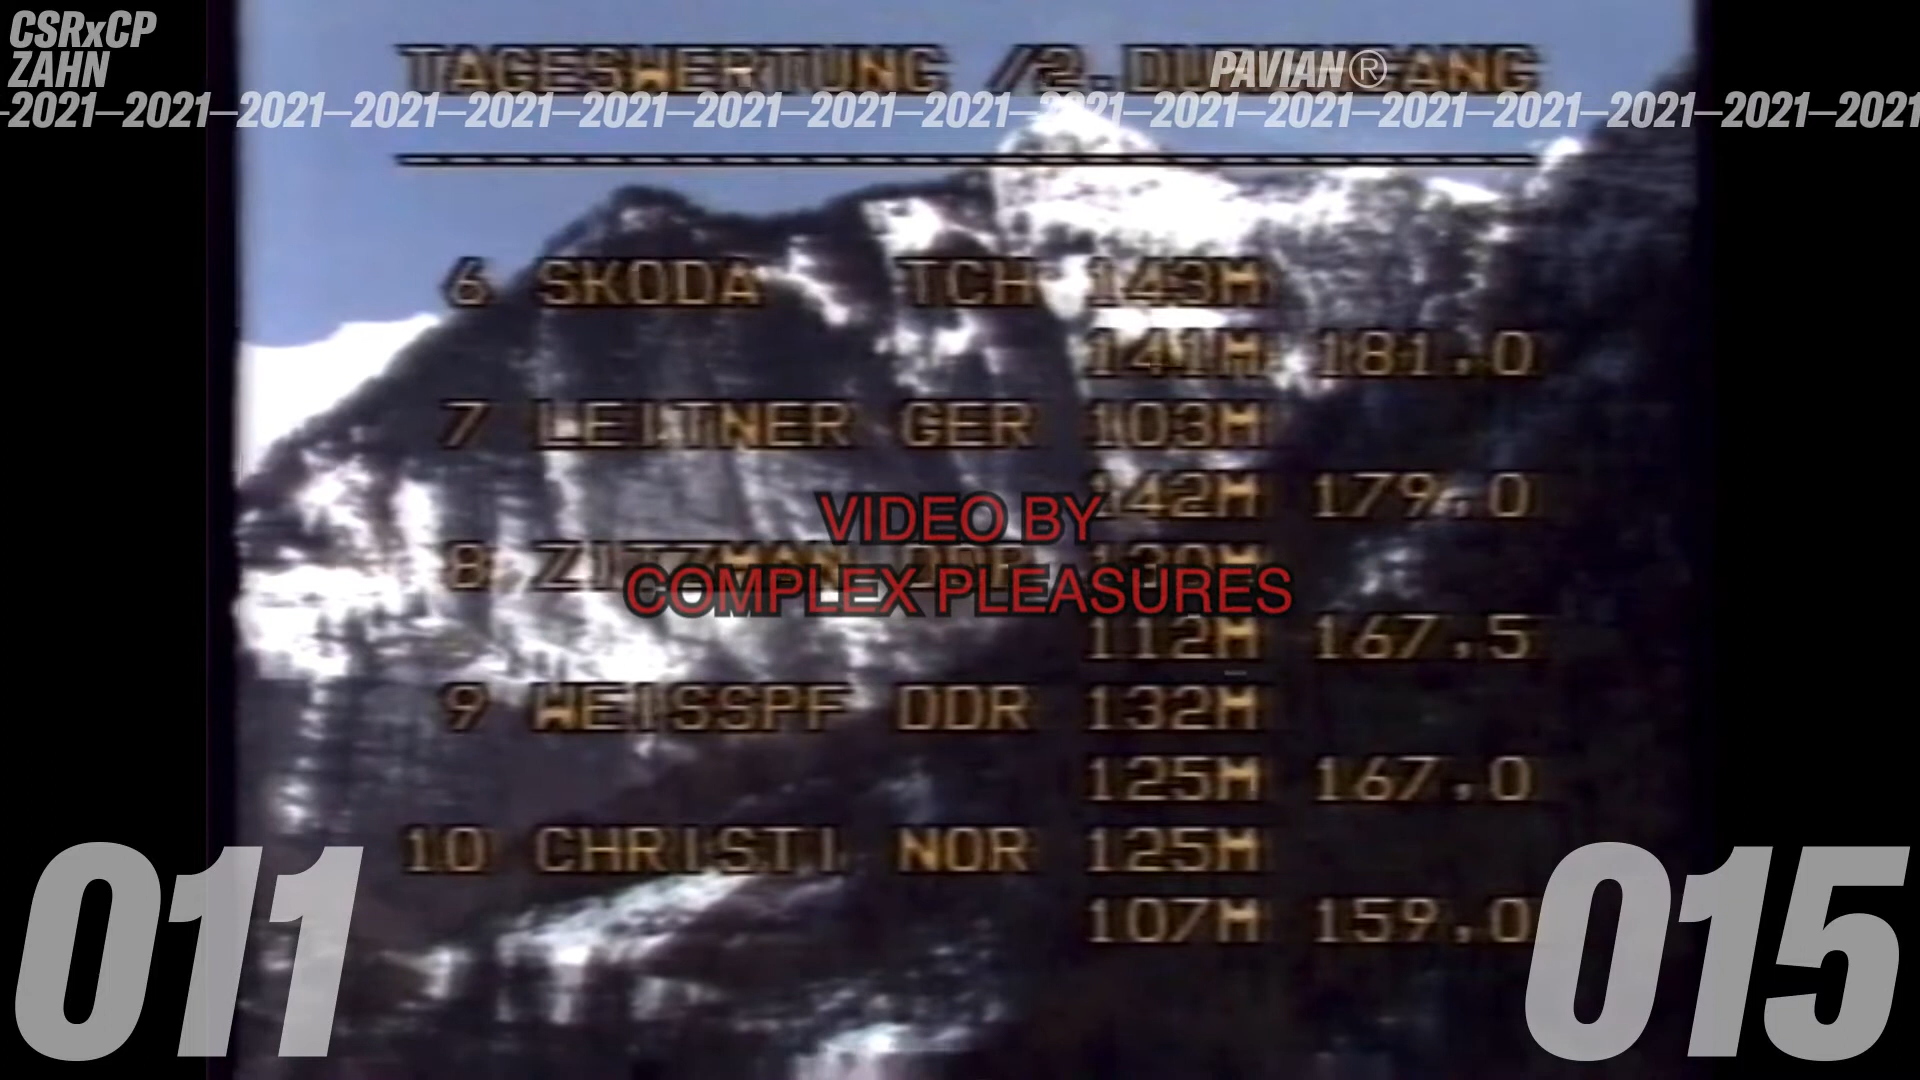 CSRxCP
ZAHN
PAVIAN®
-2021—2021—2021—2021—2021—2021—2021—2021—2021—2021—2021—2021—2021—2021—2021—2021—2021
TAGESWERTUNG /2.
6 SKODA TCH 143M
141M 181.0
7 LEITNER GER 103M
142M 179.0
VIDEO BY
8 130M
COMPLEX PLEASURES
112M 167.5
9 WEISSPF DDR 132M
125M 167.0
10 CHRISTI NOR 125M
107M 159.0
011
015